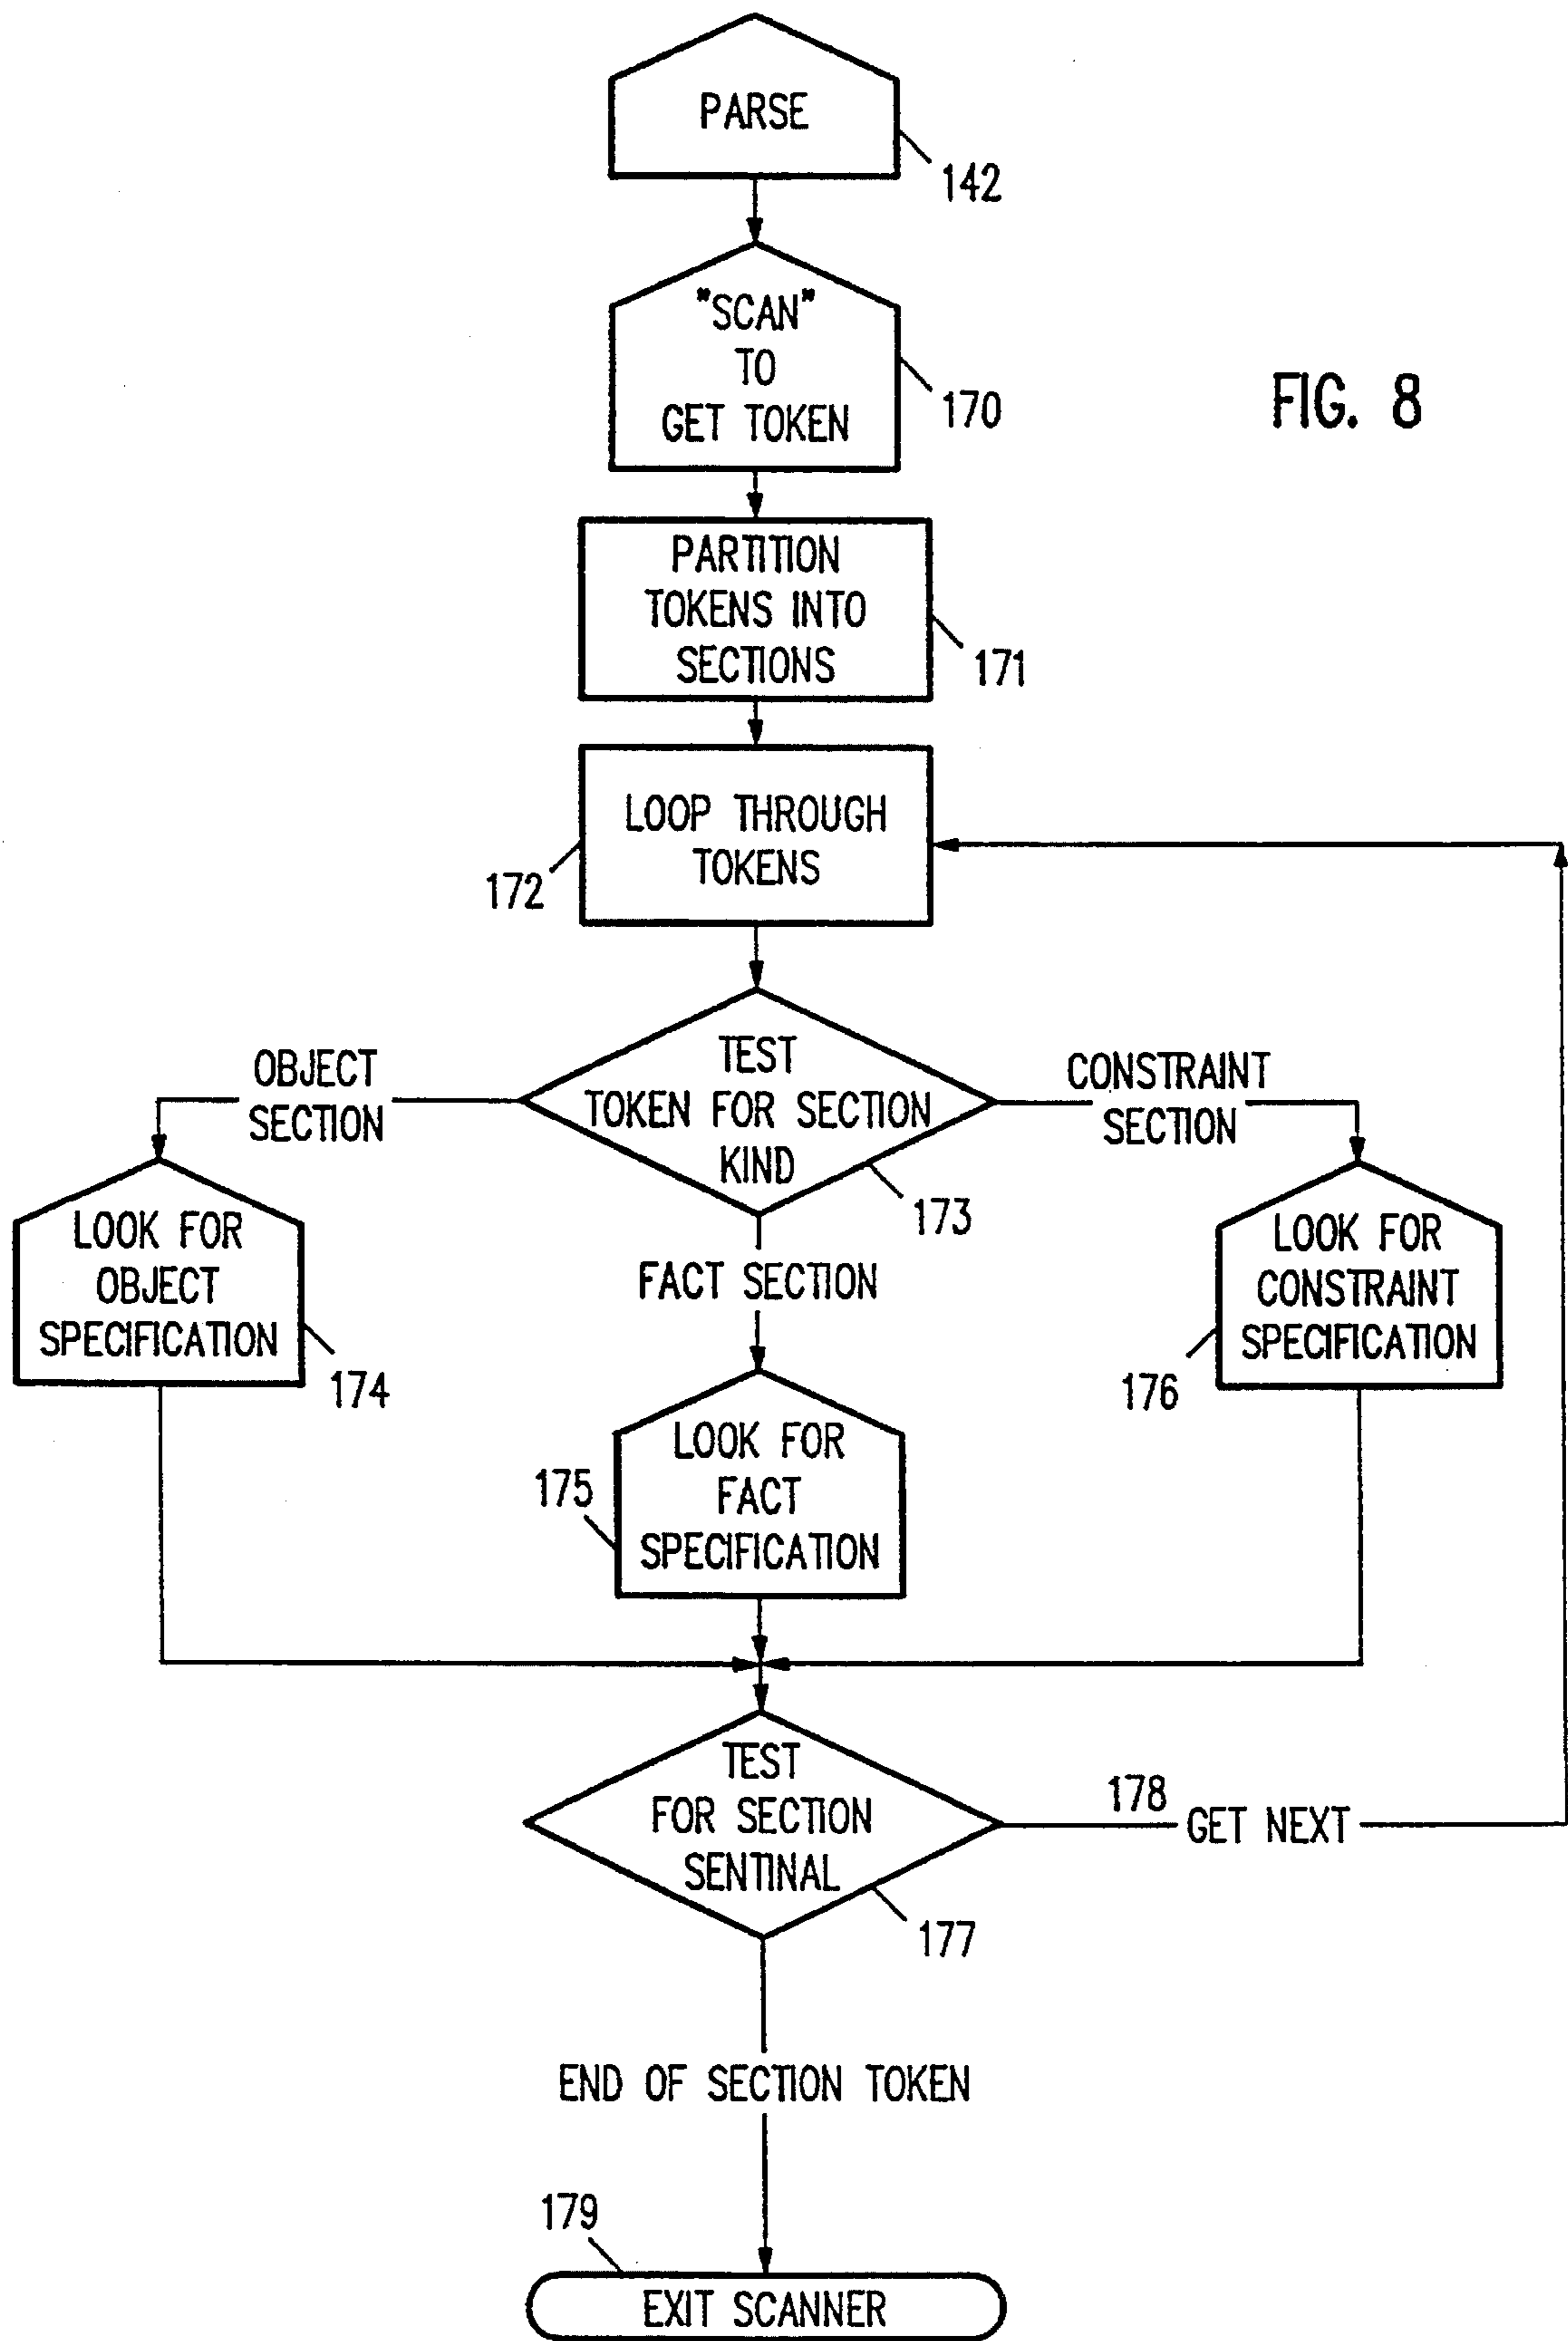 PARSE
142
"SCAN"
TO
GET TOKEN
170
FIG. 8
PARTITION
TOKENS INTO
SECTIONS
171
LOOP THROUGH
TOKENS
172
TEST
TOKEN FOR SECTION
KIND
173
OBJECT
SECTION
CONSTRAINT
SECTION
FACT SECTION
LOOK FOR
OBJECT
SPECIFICATION
174
LOOK FOR
FACT
SPECIFICATION
175
LOOK FOR
CONSTRAINT
SPECIFICATION
176
TEST
FOR SECTION
SENTINAL
177
178
GET NEXT
END OF SECTION TOKEN
179
EXIT SCANNER